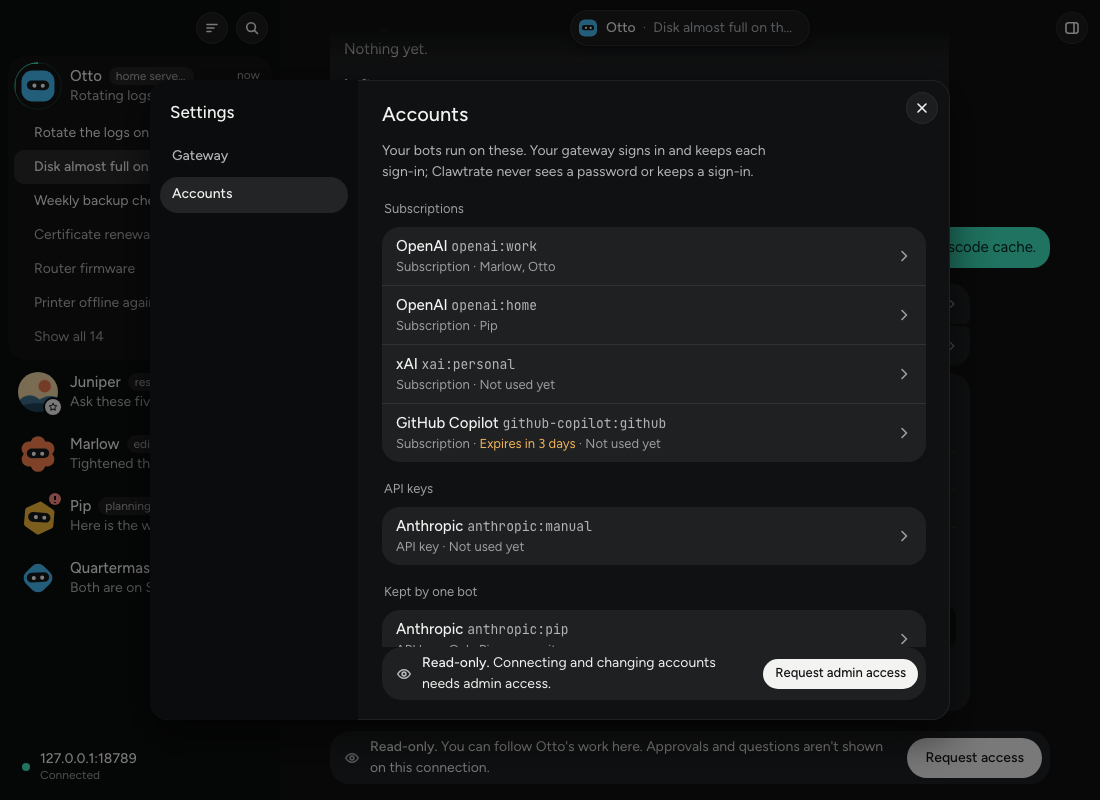 Otto · Disk almost full on th…
Nothing yet.
Otto home serve… now
Rotating logs
Rotate the logs on
Disk almost full on
Weekly backup che
Certificate renewa
Router firmware
Printer offline agai
Show all 14
Juniper res
Ask these fiv
Marlow edi
Tightened th
Pip planning
Here is the w
Quartermas
Both are on S
127.0.0.1:18789
Connected
Settings
Gateway
Accounts
Accounts
Your bots run on these. Your gateway signs in and keeps each
sign-in; Clawtrate never sees a password or keeps a sign-in.
Subscriptions
OpenAI openai:work
Subscription · Marlow, Otto
OpenAI openai:home
Subscription · Pip
xAI xai:personal
Subscription · Not used yet
GitHub Copilot github-copilot:github
Subscription · Expires in 3 days · Not used yet
API keys
Anthropic anthropic:manual
API key · Not used yet
Kept by one bot
Anthropic anthropic:pip
Read-only. Connecting and changing accounts
needs admin access.
Request admin access
scode cache.
Read-only. You can follow Otto's work here. Approvals and questions aren't shown
on this connection.
Request access